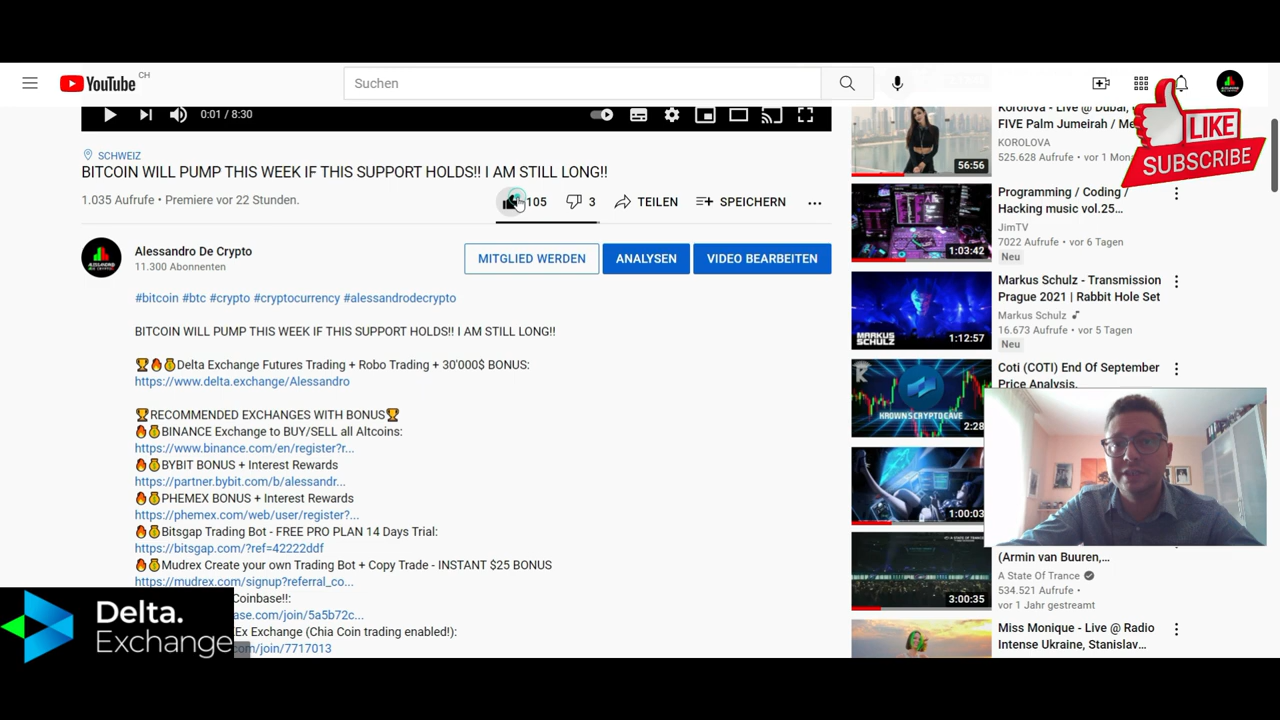 YouTube CH
Suchen
0:01 / 8:30
SCHWEIZ
BITCOIN WILL PUMP THIS WEEK IF THIS SUPPORT HOLDS!! I AM STILL LONG!!
1.035 Aufrufe • Premiere vor 22 Stunden.
105
3
TEILEN
SPEICHERN
Alessandro De Crypto
11.300 Abonnenten
MITGLIED WERDEN
ANALYSEN
VIDEO BEARBEITEN
#bitcoin #btc #crypto #cryptocurrency #alessandrodecrypto
BITCOIN WILL PUMP THIS WEEK IF THIS SUPPORT HOLDS!! I AM STILL LONG!!
🏆🔥💰Delta Exchange Futures Trading + Robo Trading + 30'000$ BONUS:
https://www.delta.exchange/Alessandro
🏆RECOMMENDED EXCHANGES WITH BONUS🏆
🔥💰BINANCE Exchange to BUY/SELL all Altcoins:
https://www.binance.com/en/register?r...
🔥💰BYBIT BONUS + Interest Rewards
https://partner.bybit.com/b/alessandr...
🔥💰PHEMEX BONUS + Interest Rewards
https://phemex.com/web/user/register?...
🔥💰Bitsgap Trading Bot - FREE PRO PLAN 14 Days Trial:
https://bitsgap.com/?ref=42222ddf
🔥💰Mudrex Create your own Trading Bot + Copy Trade - INSTANT $25 BONUS
https://mudrex.com/signup?referral_co...
Coinbase!!:
ase.com/join/5a5b72c...
Ex Exchange (Chia Coin trading enabled!):
com/join/7717013
Delta.
Exchange
LIKE
SUBSCRIBE
Korolova - Live @ Dubai,
FIVE Palm Jumeirah / Me
KOROLOVA
525.628 Aufrufe • vor 1 Mon
56:56
Programming / Coding /
Hacking music vol.25...
JimTV
7022 Aufrufe • vor 6 Tagen
Neu
1:03:42
Markus Schulz - Transmission
Prague 2021 | Rabbit Hole Set
Markus Schulz
16.673 Aufrufe • vor 5 Tagen
Neu
MARKUS
SCHULZ
1:12:57
Coti (COTI) End Of September
Price Analysis.
KROWN'S CRYPTO CAVE
2:28
1:00:03
(Armin van Buuren,...
A State Of Trance
534.521 Aufrufe •
vor 1 Jahr gestreamt
3:00:35
Miss Monique - Live @ Radio
Intense Ukraine, Stanislav...